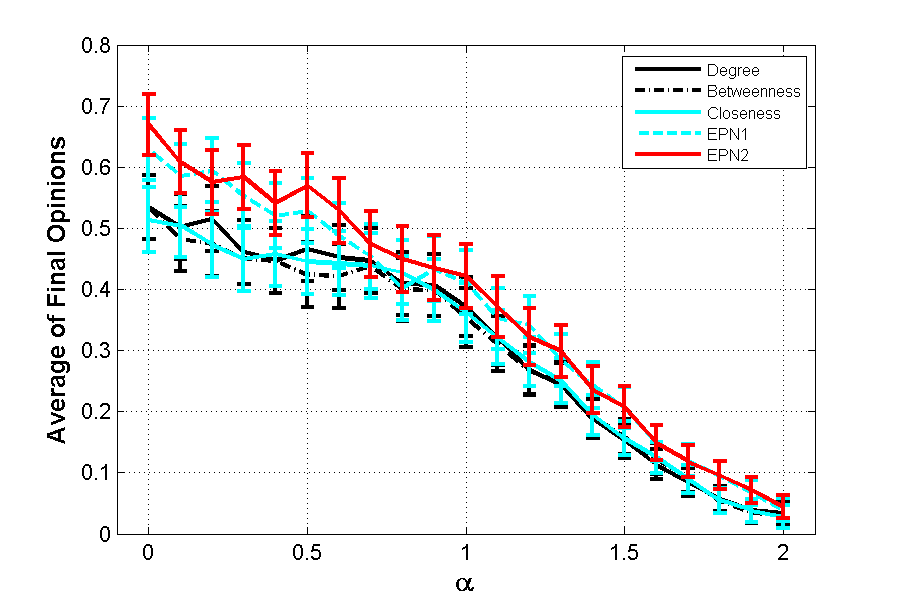 0.8
0.7
0.6
0.5
0.4
0.3
0.2
0.1
0
Average of Final Opinions
Degree
Betweenness
Closeness
EPN1
EPN2
0 0.5 1 1.5 2
α